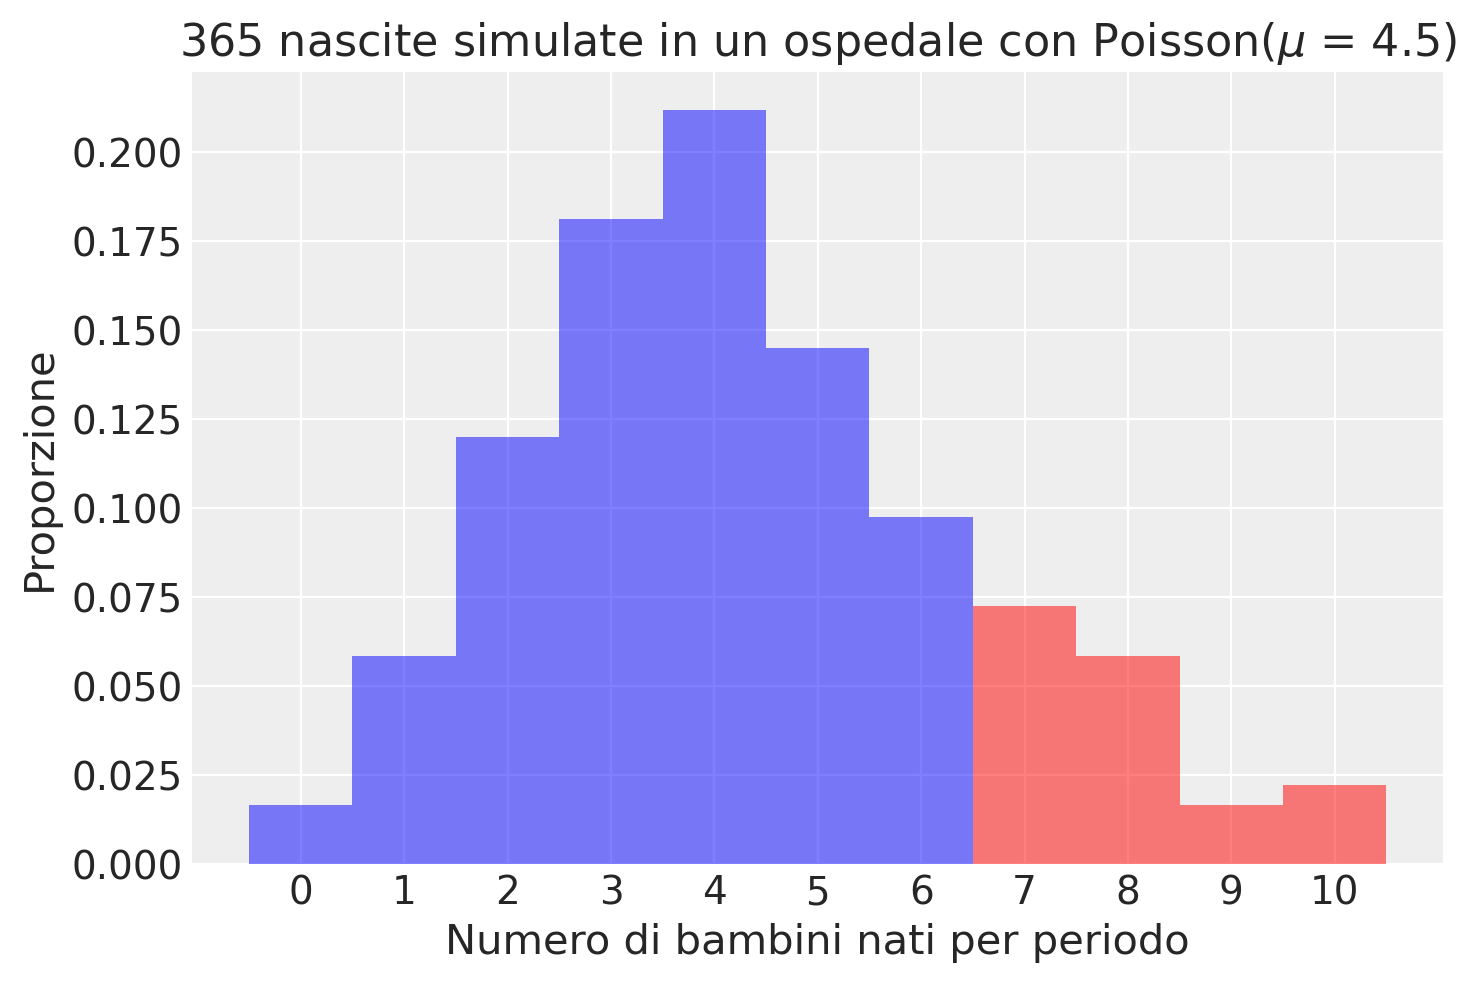 365 nascite simulate in un ospedale con Poisson(μ = 4.5)
Proporzione
0.200
0.175
0.150
0.125
0.100
0.075
0.050
0.025
0.000
0 1 2 3 4 5 6 7 8 9 10
Numero di bambini nati per periodo